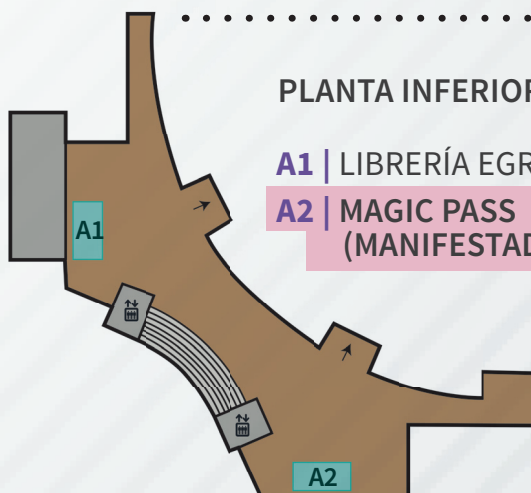 PLANTA INFERIOR
A1 | LIBRERÍA EGR
A2 | MAGIC PASS
(MANIFESTAD
A1
A2